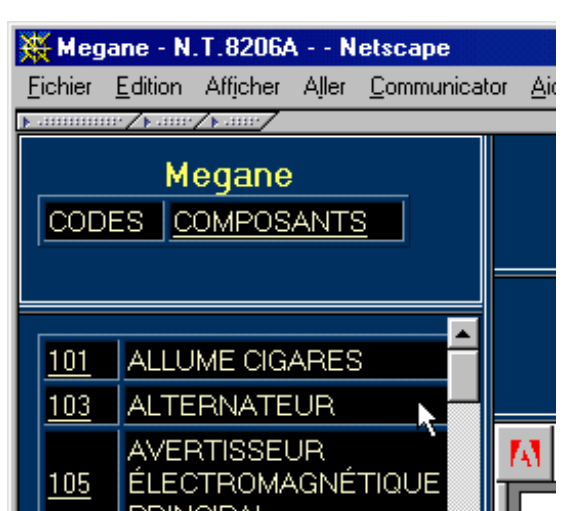 Megane - N.T.8206A - - Netscape
Fichier Edition Afficher Aller Communicator
Megane
CODES COMPOSANTS
101 ALLUME CIGARES
103 ALTERNATEUR
105 AVERTISSEUR
ÉLECTROMAGNÉTIQUE
PRINCIPAL